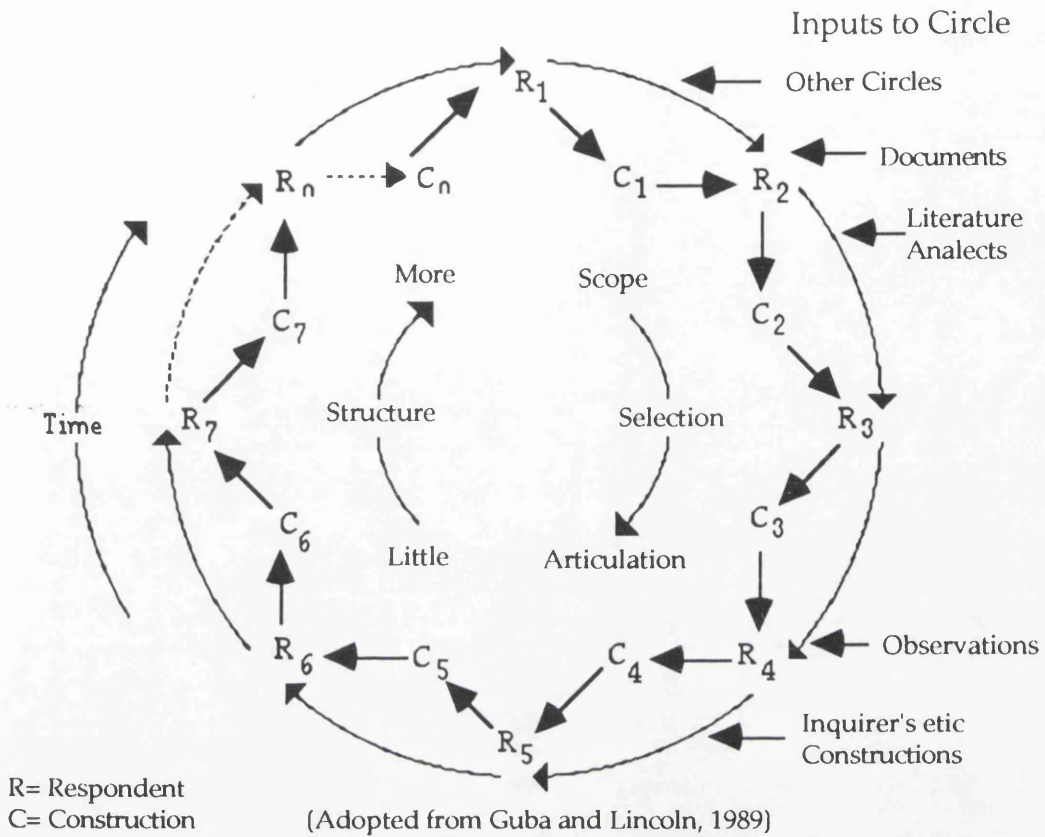 Inputs to Circle
Other Circles
R1
Documents
Rn
Cn
C1
R2
Literature
Analects
More
Scope
C7
C2
Time
R7
Structure
Selection
R3
C6
C3
Little
Articulation
R6
C5
C4
R4
Observations
R5
Inquirer's etic
Constructions
R= Respondent
C= Construction
(Adopted from Guba and Lincoln, 1989)